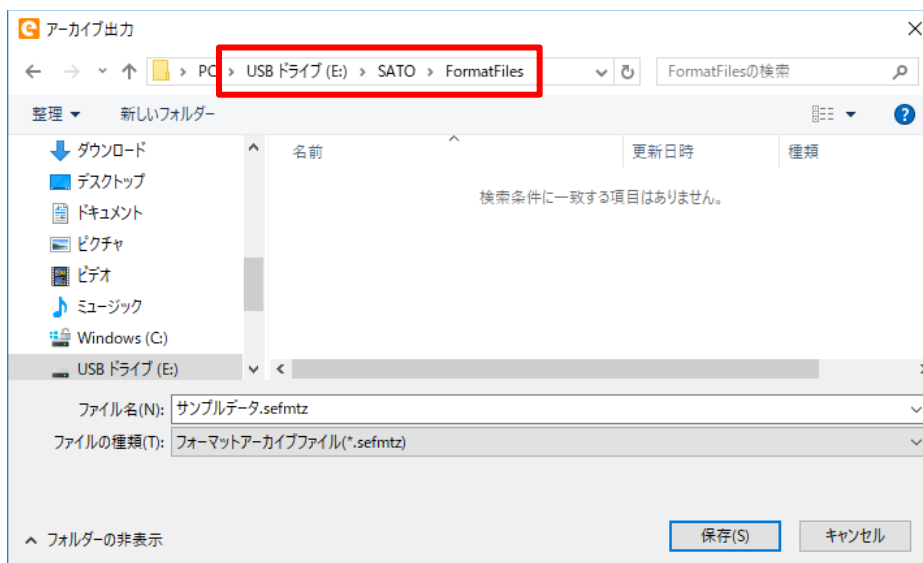 アーカイブ出力
PC > USB ドライブ (E:) > SATO > FormatFiles
FormatFilesの検索
整理
新しいフォルダー
ダウンロード
デスクトップ
ドキュメント
ピクチャ
ビデオ
ミュージック
Windows (C:)
USB ドライブ (E:)
名前
更新日時
種類
検索条件に一致する項目はありません。
ファイル名(N): サンプルデータ.sefmtz
ファイルの種類(T): フォーマットアーカイブファイル(*.sefmtz)
フォルダーの非表示
保存(S)
キャンセル